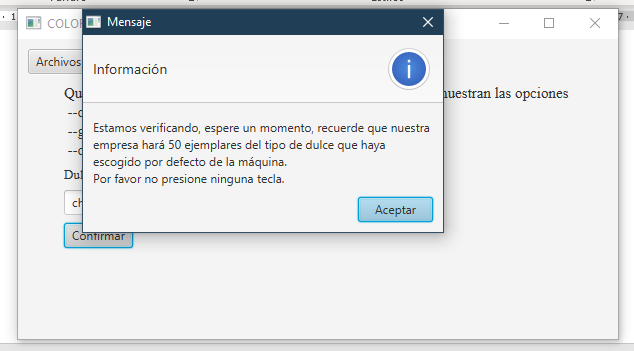 Mensaje
COLOR
Archivos
Información
Qu
nuestran las opciones
--c
--g
--c
Estamos verificando, espere un momento, recuerde que nuestra
empresa hará 50 ejemplares del tipo de dulce que haya
escogido por defecto de la máquina.
Por favor no presione ninguna tecla.
Dul
ch
Aceptar
Confirmar